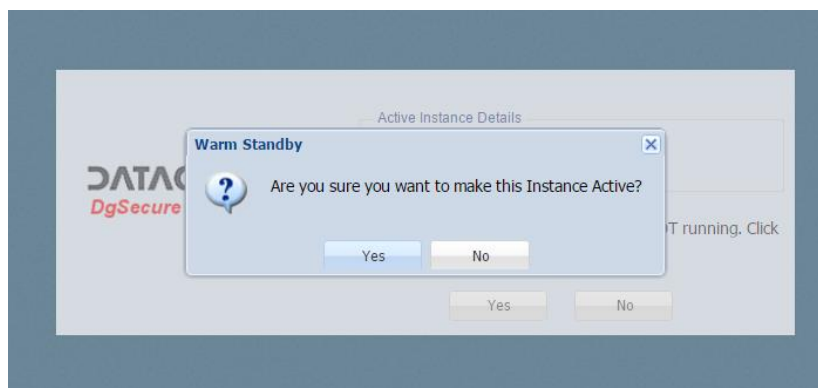 Active Instance Details
Warm Standby
Are you sure you want to make this Instance Active?
DgSecure
running. Click
Yes No
Yes No